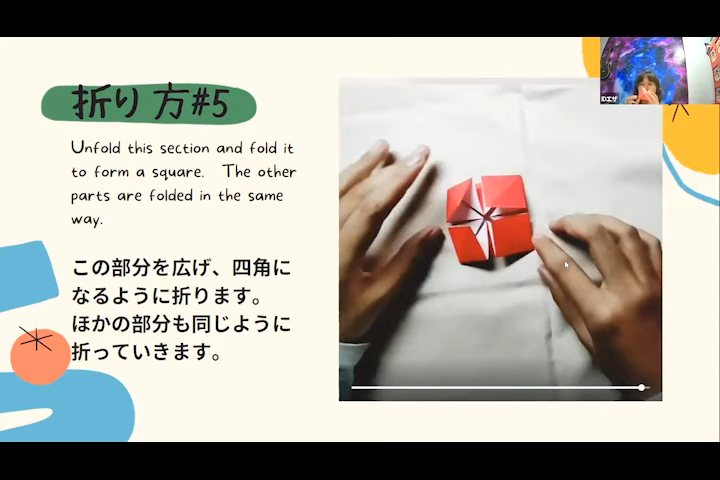 折り方#5
Unfold this section and fold it
to form a square. The other
parts are folded in the same
way.
この部分を広げ、四角に
なるように折ります。
ほかの部分も同じように
折っていきます。